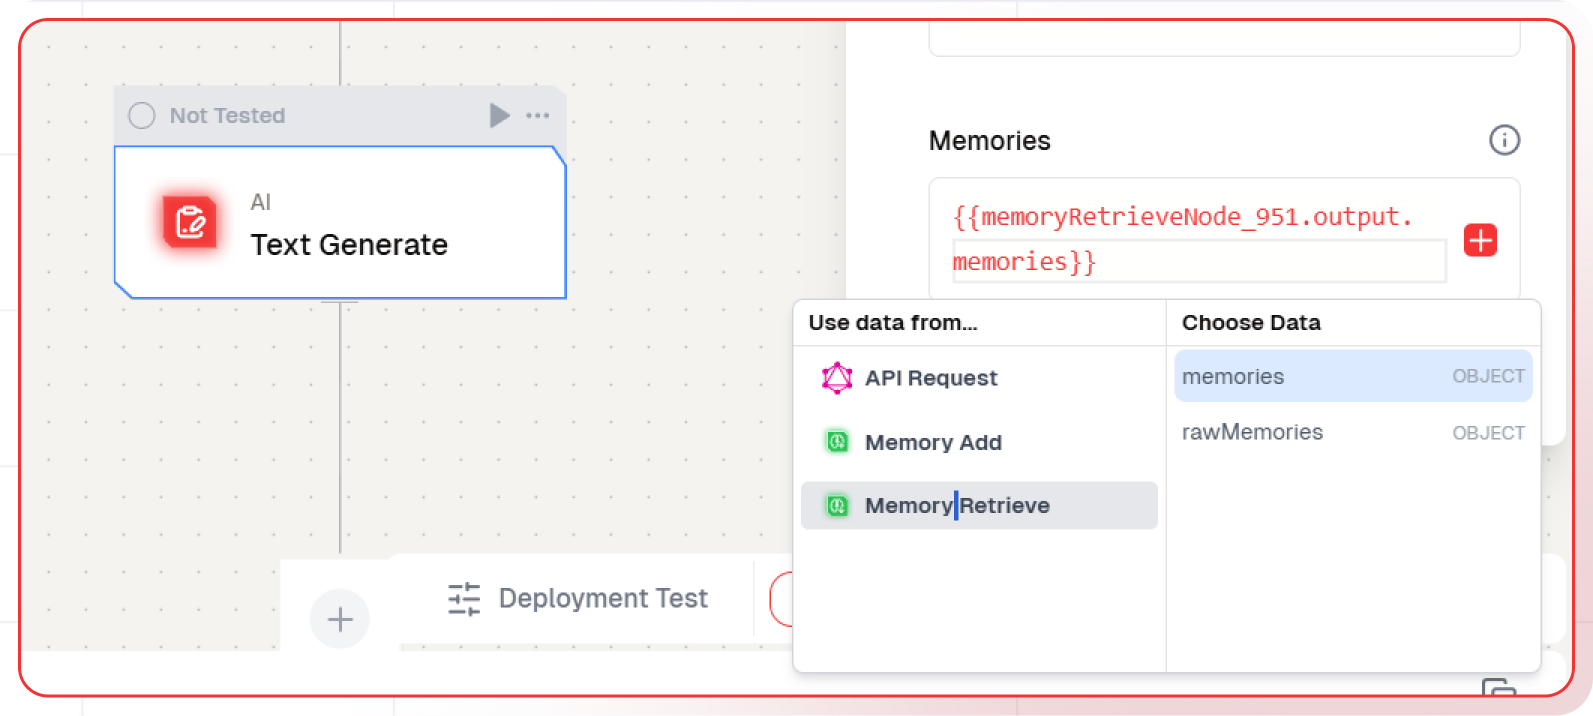 Not Tested
AI
Text Generate
Deployment Test
Memories
{{memoryRetrieveNode_951.output.
memories}}
Use data from...
Choose Data
API Request
Memory Add
Memory Retrieve
memories OBJECT
rawMemories OBJECT